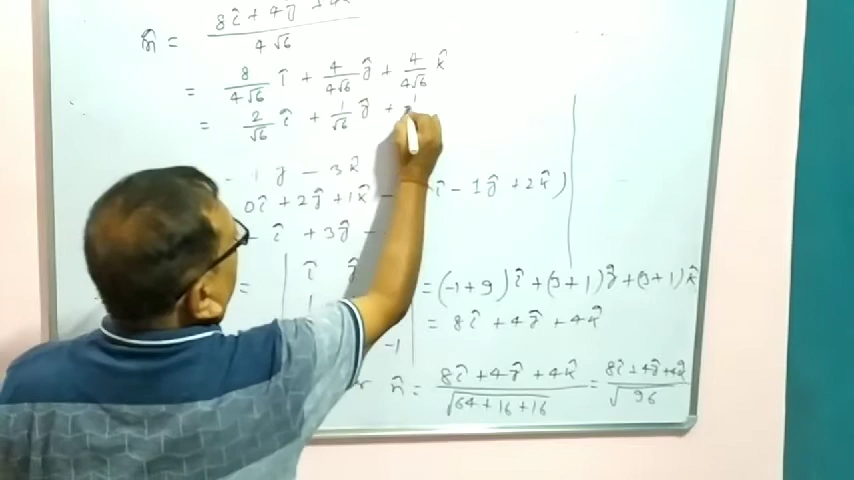 n̂ = (8î + 4ĵ + 4k̂)/(4√6)
= 8/(4√6) î + 4/(4√6) ĵ + 4/(4√6) k̂
= 2/√6 î + 1/√6 ĵ + 1
- 1ĵ - 3k̂
0î + 2ĵ + 1k̂ - î - 1ĵ + 2k̂)
- î + 3ĵ -
= | î ĵ = (-1+9)î + (3+1)ĵ + (3+1)k̂
= 8î + 4ĵ + 4k̂
-1
n̂ = (8î + 4ĵ + 4k̂)/√(64+16+16) = (8î + 4ĵ + 4k̂)/√96